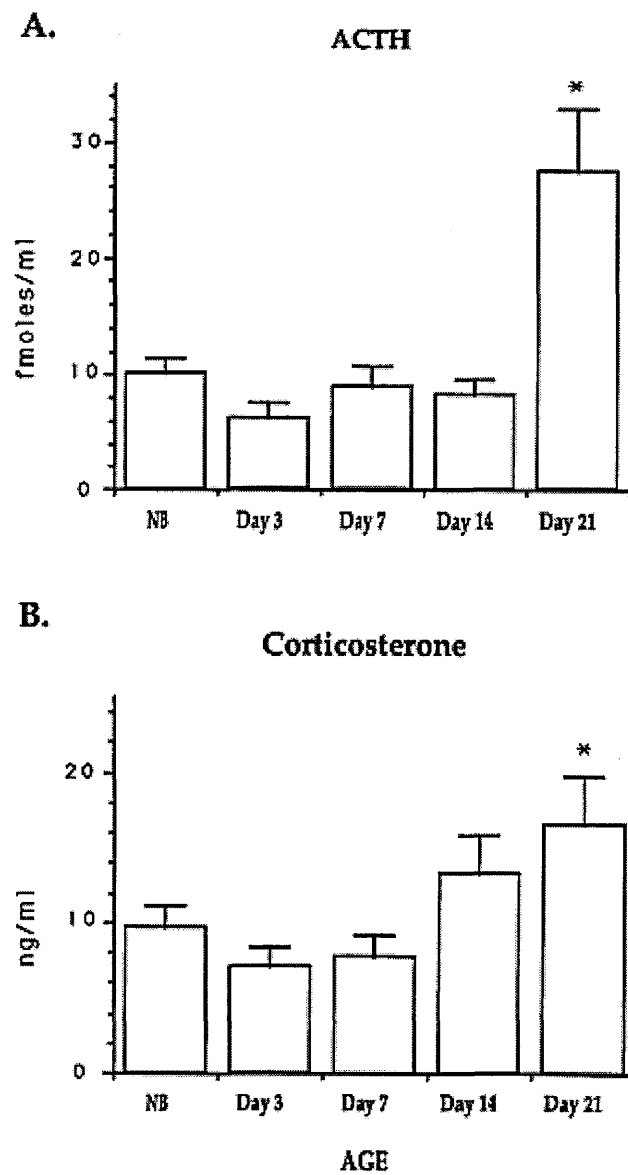 A.
ACTH
*
30
20
10
0
fmoles/ml
NB Day 3 Day 7 Day 14 Day 21
B.
Corticosterone
*
20
10
0
ng/ml
NB Day 3 Day 7 Day 14 Day 21
AGE